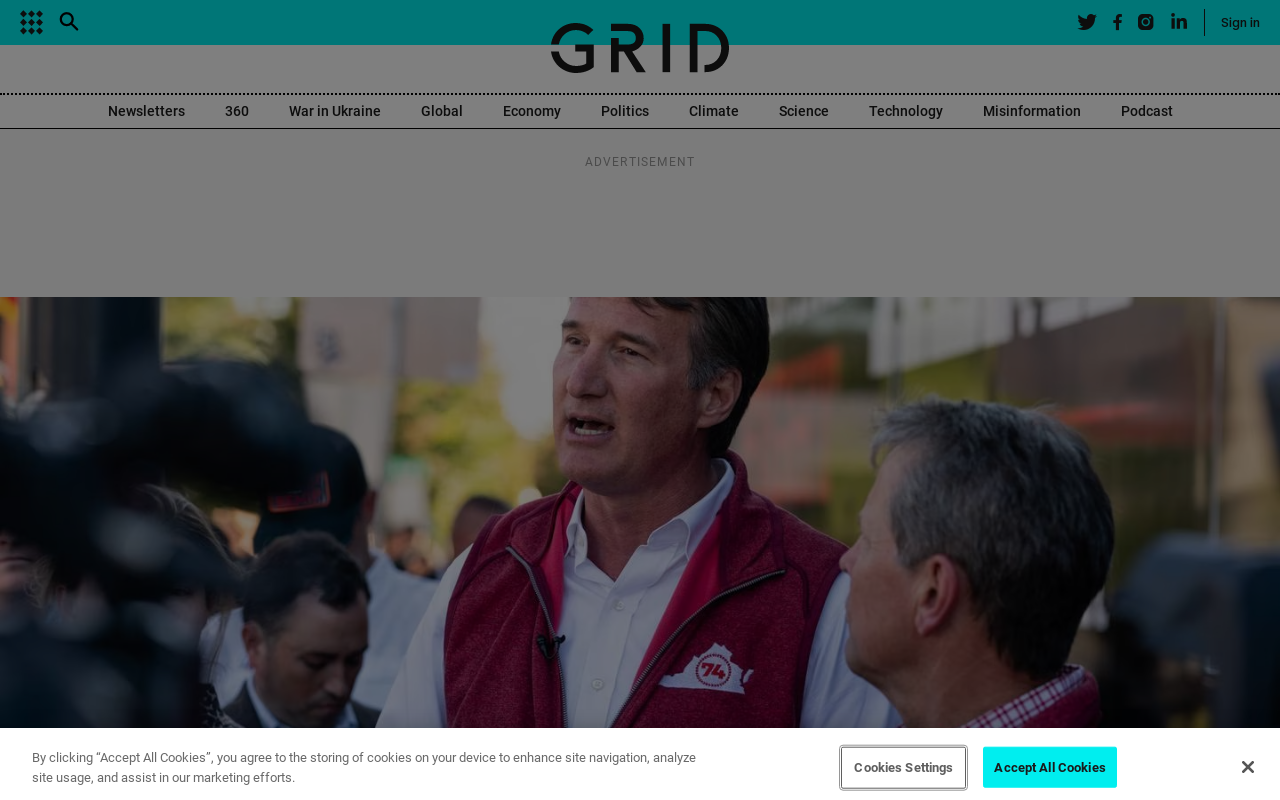 Sign in
GRID
Newsletters 360 War in Ukraine Global Economy Politics Climate Science Technology Misinformation Podcast
ADVERTISEMENT
74
By clicking “Accept All Cookies”, you agree to the storing of cookies on your device to enhance site navigation, analyze
site usage, and assist in our marketing efforts.
Cookies Settings
Accept All Cookies